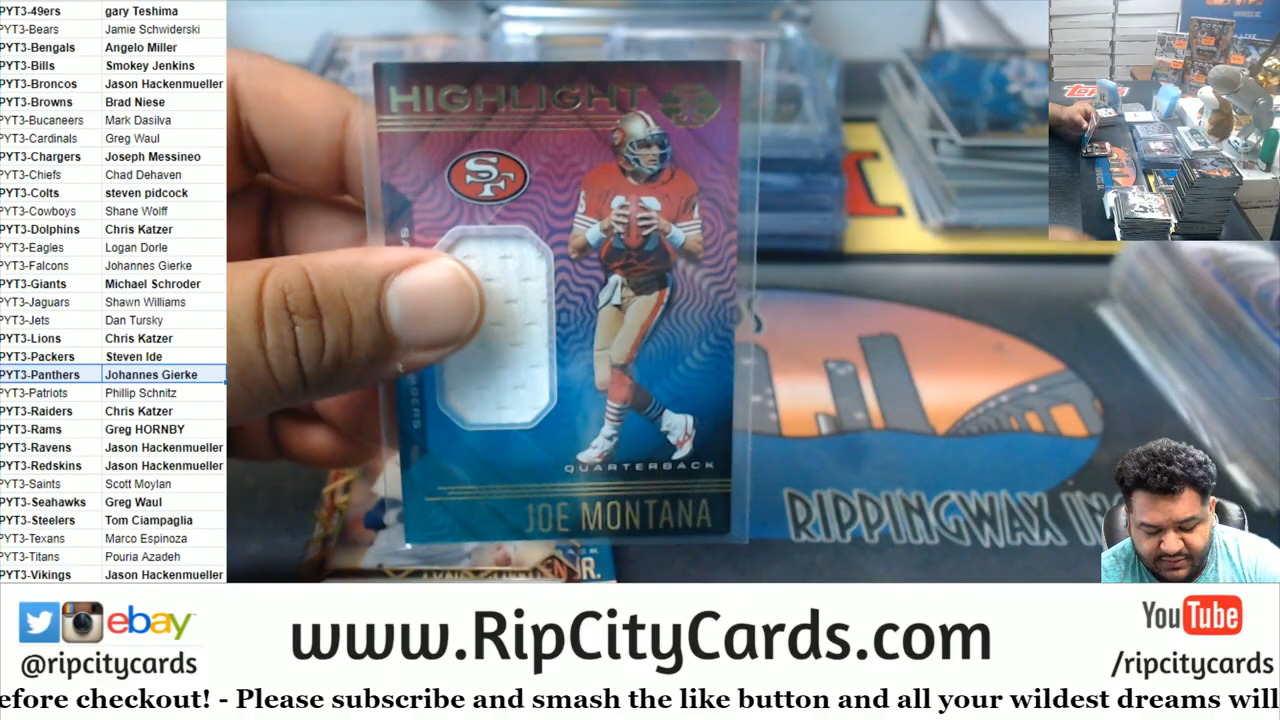 PYT3-49ers gary Teshima
PYT3-Bears Jamie Schwiderski
PYT3-Bengals Angelo Miller
PYT3-Bills Smokey Jenkins
PYT3-Broncos Jason Hackenmueller
PYT3-Browns Brad Niese
PYT3-Bucaneers Mark Dasilva
PYT3-Cardinals Greg Waul
PYT3-Chargers Joseph Messineo
PYT3-Chiefs Chad Dehaven
PYT3-Colts steven pidcock
PYT3-Cowboys Shane Wolff
PYT3-Dolphins Chris Katzer
PYT3-Eagles Logan Dorle
PYT3-Falcons Johannes Gierke
PYT3-Giants Michael Schroder
PYT3-Jaguars Shawn Williams
PYT3-Jets Dan Tursky
PYT3-Lions Chris Katzer
PYT3-Packers Steven Ide
PYT3-Panthers Johannes Gierke
PYT3-Patriots Phillip Schnitz
PYT3-Raiders Chris Katzer
PYT3-Rams Greg HORNBY
PYT3-Ravens Jason Hackenmueller
PYT3-Redskins Jason Hackenmueller
PYT3-Saints Scott Moylan
PYT3-Seahawks Greg Waul
PYT3-Steelers Tom Ciampaglia
PYT3-Texans Marco Espinoza
PYT3-Titans Pouria Azadeh
PYT3-Vikings Jason Hackenmueller
HIGHLIGHT
SF
QUARTERBACK
JOE MONTANA
JR.
RIPPINGWAX IN
topps
ebay
@ripcitycards
www.RipCityCards.com
YouTube
/ripcitycards
efore checkout! - Please subscribe and smash the like button and all your wildest dreams will